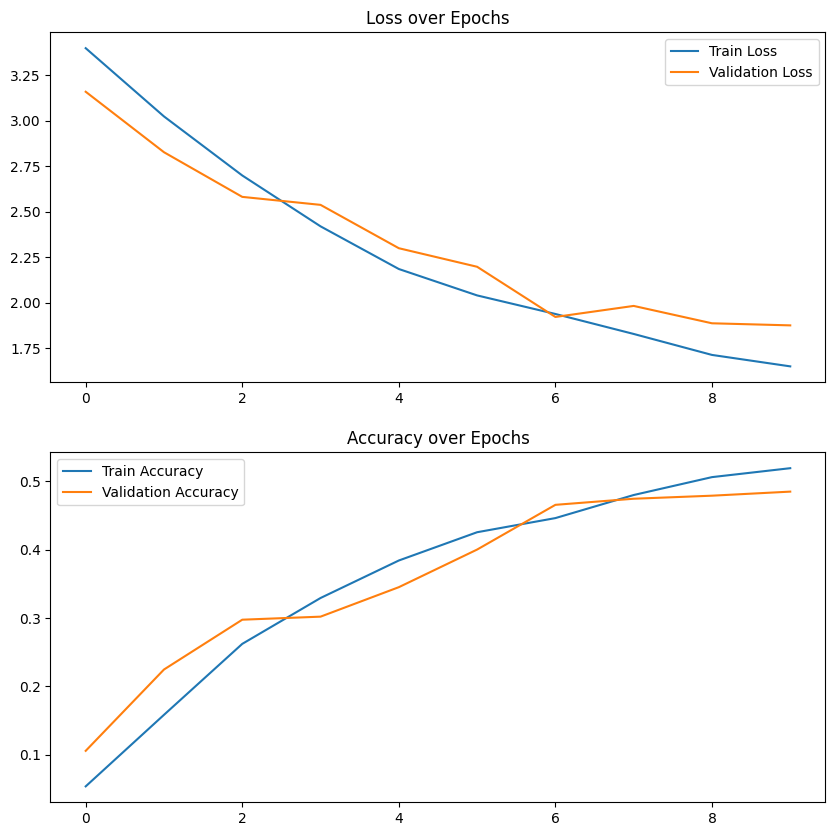 Loss over Epochs
Train Loss
Validation Loss
3.25
3.00
2.75
2.50
2.25
2.00
1.75
0 2 4 6 8
Accuracy over Epochs
Train Accuracy
Validation Accuracy
0.5
0.4
0.3
0.2
0.1
0 2 4 6 8